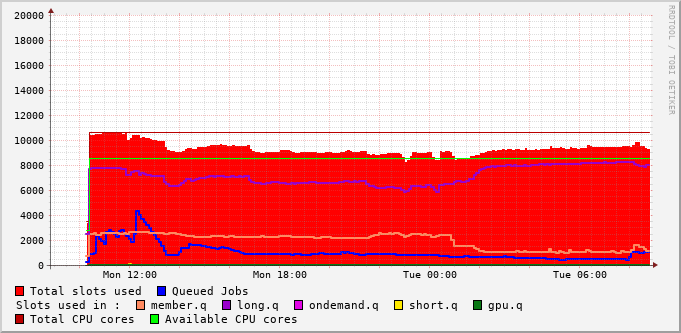 20000
18000
16000
14000
12000
10000
8000
6000
4000
2000
0
Mon 12:00 Mon 18:00 Tue 00:00 Tue 06:00
RRDTOOL / TOBI OETIKER
Total slots used Queued Jobs
Slots used in : member.q long.q ondemand.q short.q gpu.q
Total CPU cores Available CPU cores